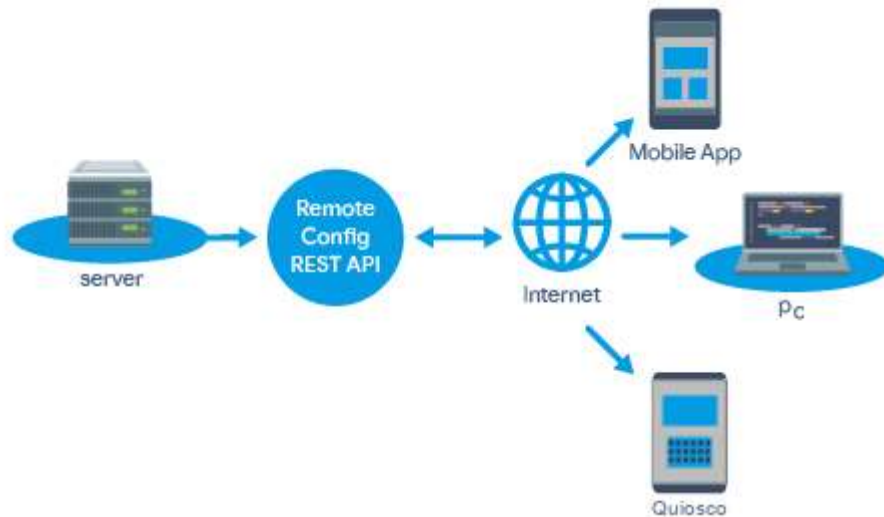 Mobile App
Remote
Config
REST API
server
Internet
Pc
Quiosco